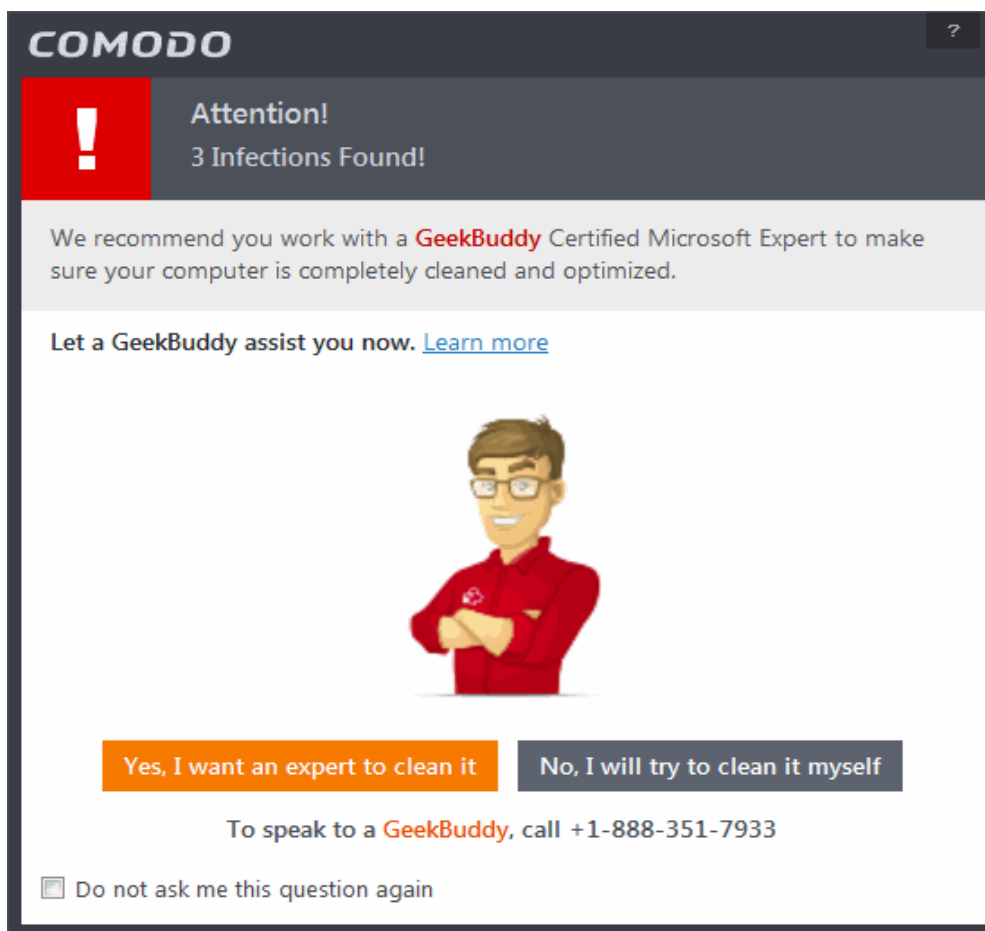 COMODO
?
!
Attention!
3 Infections Found!
We recommend you work with a GeekBuddy Certified Microsoft Expert to make
sure your computer is completely cleaned and optimized.
Let a GeekBuddy assist you now. Learn more
Yes, I want an expert to clean it
No, I will try to clean it myself
To speak to a GeekBuddy, call +1-888-351-7933
Do not ask me this question again